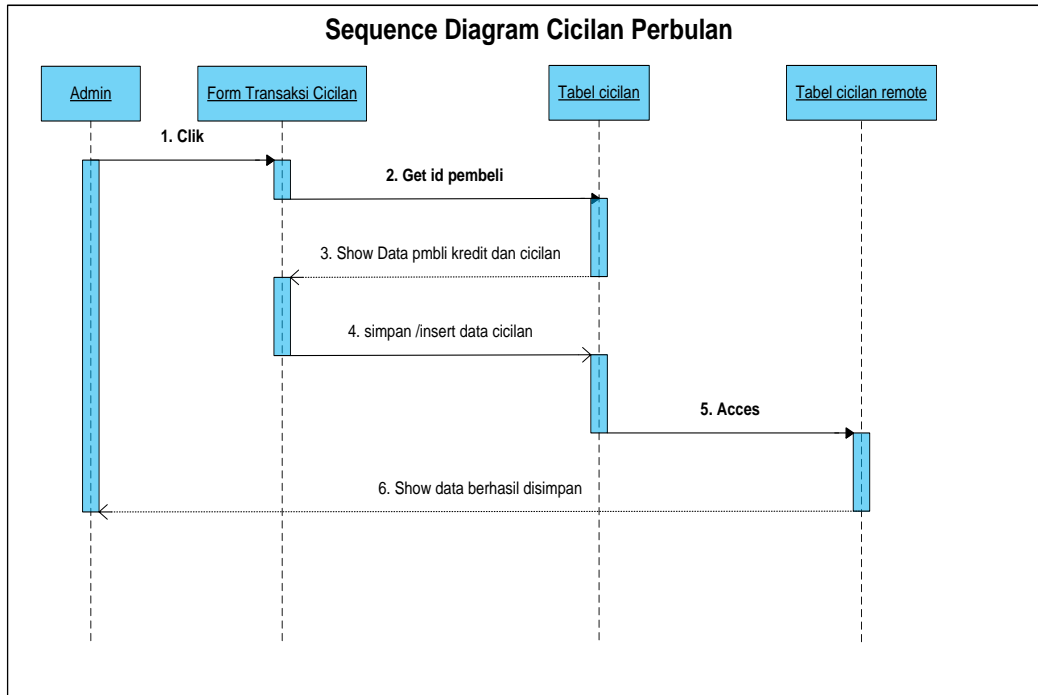 Sequence Diagram Cicilan Perbulan
Admin
Form Transaksi Cicilan
Tabel cicilan
Tabel cicilan remote
1. Clik
2. Get id pembeli
3. Show Data pmbli kredit dan cicilan
4. simpan /insert data cicilan
5. Acces
6. Show data berhasil disimpan